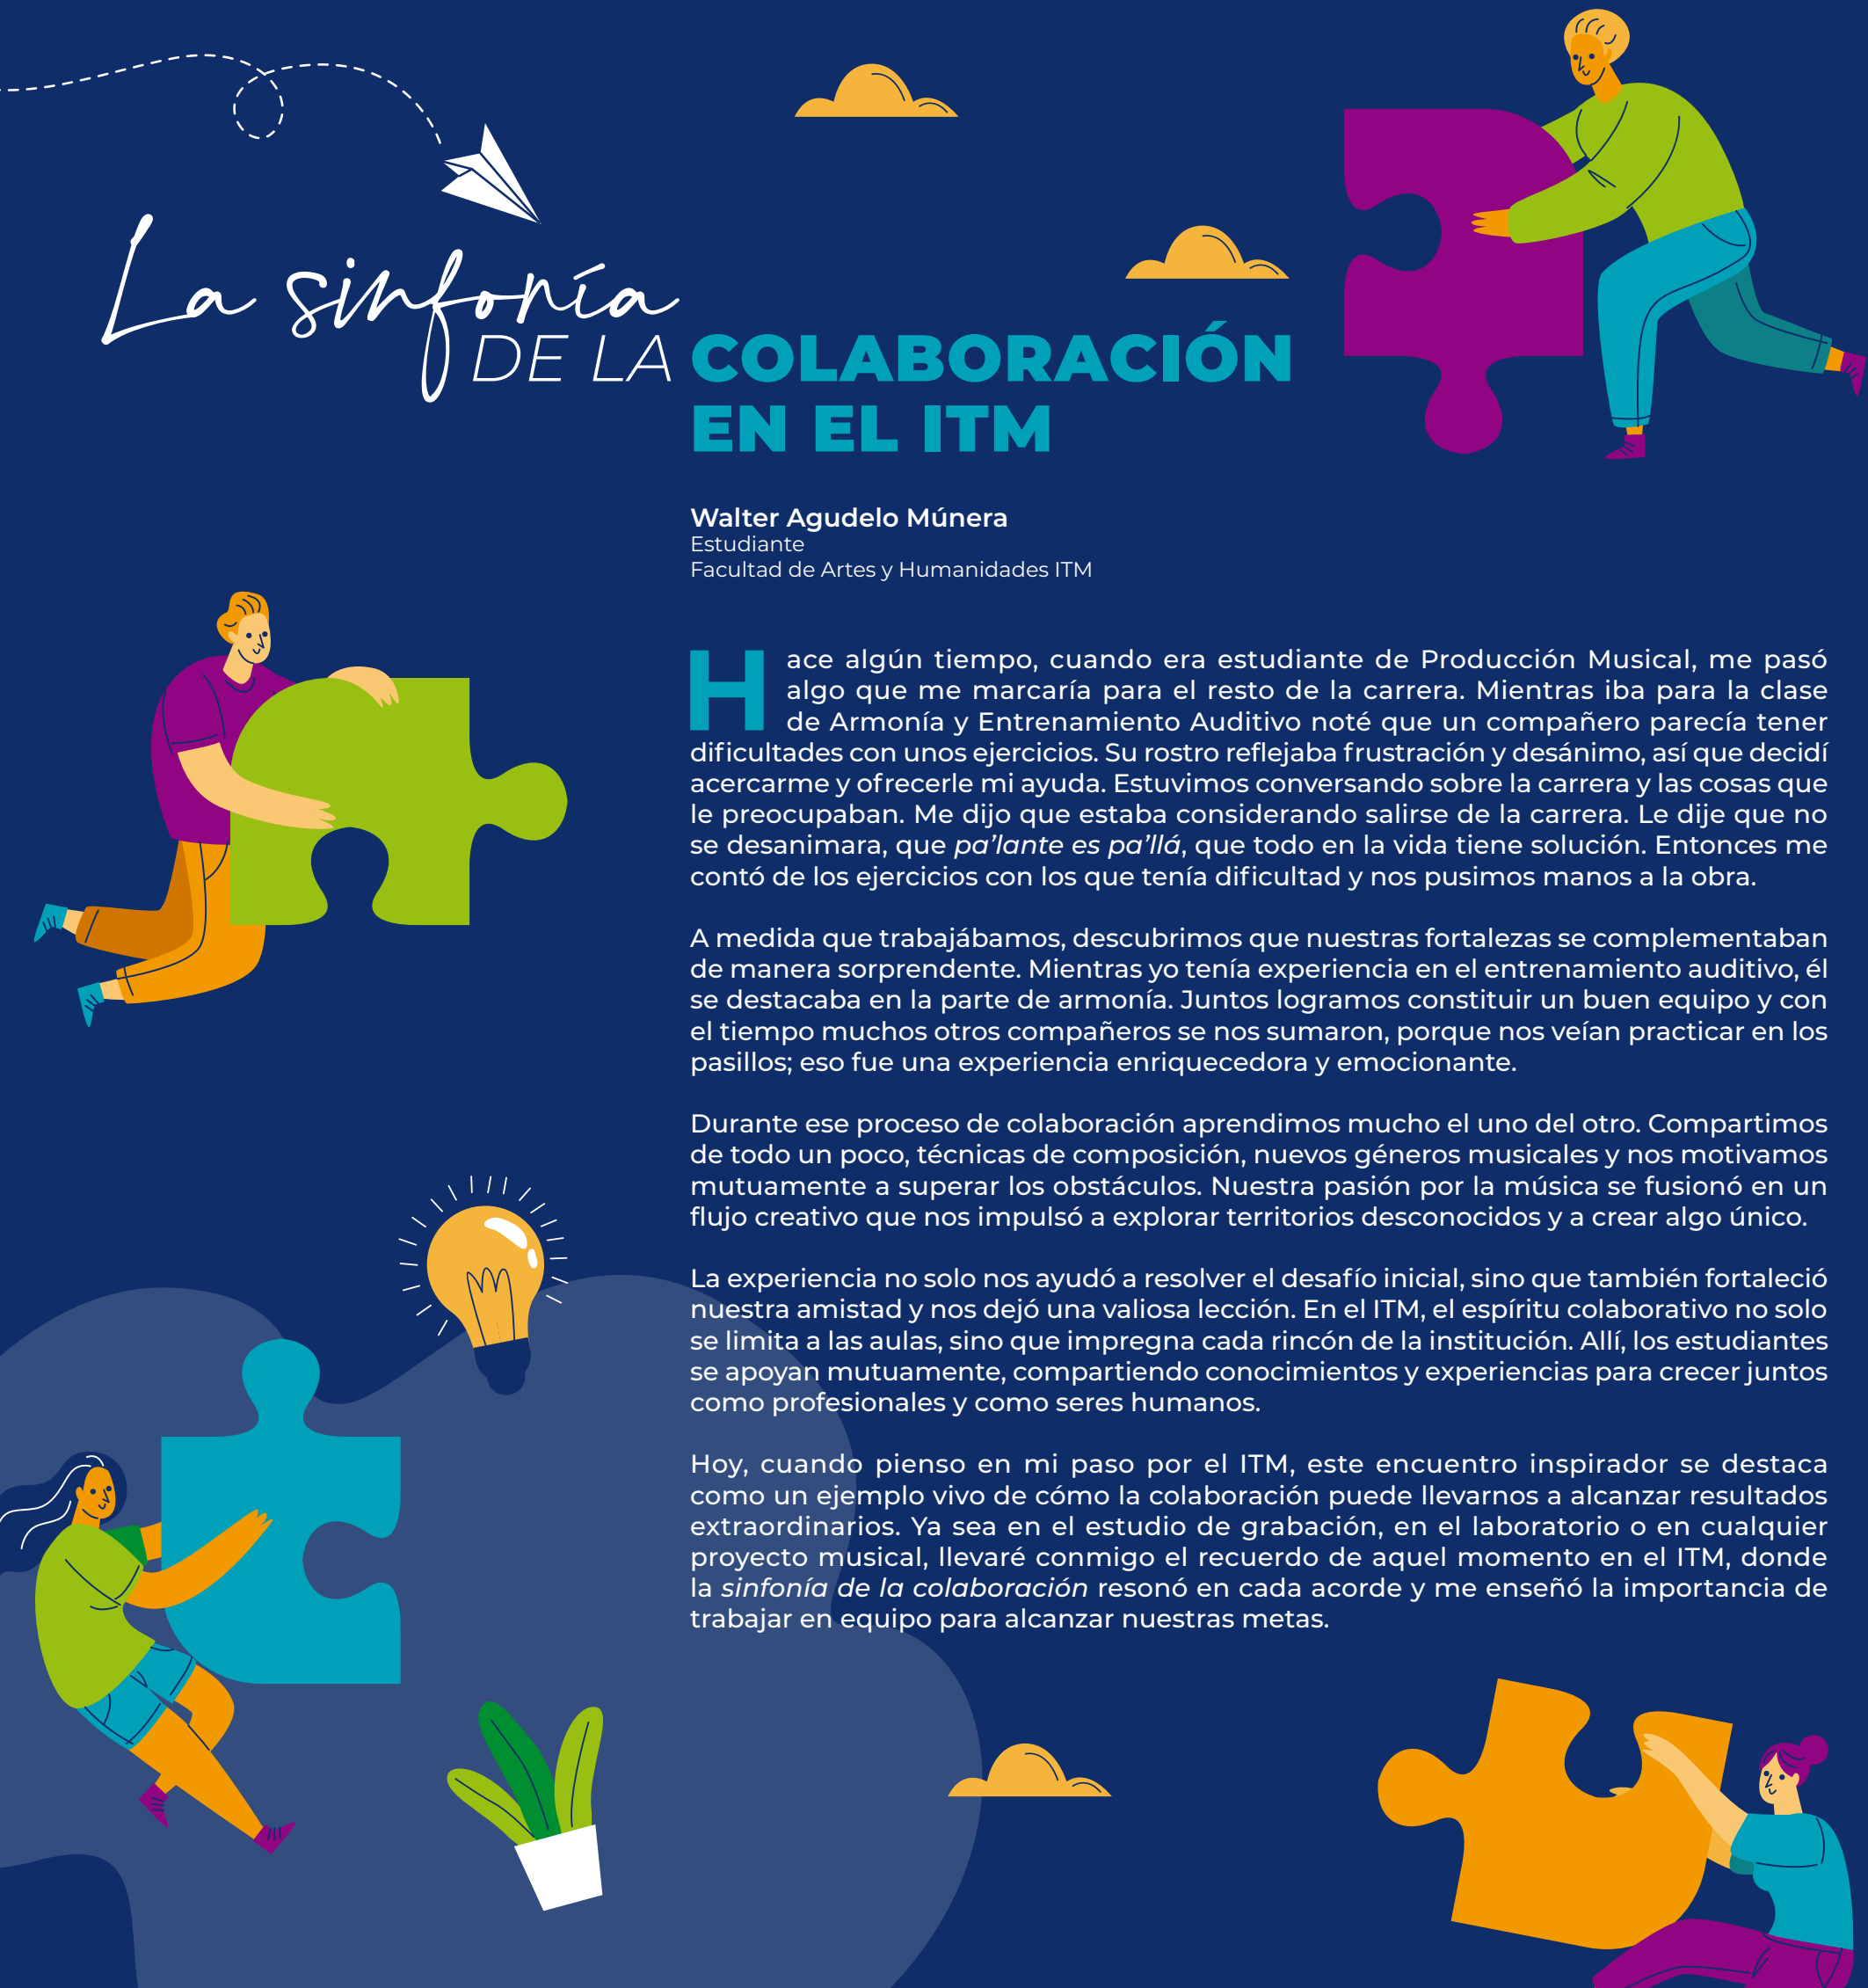 La sinfonía
DE LA COLABORACIÓN
EN EL ITM
Walter Agudelo Múnera
Estudiante
Facultad de Artes y Humanidades ITM
Hace algún tiempo, cuando era estudiante de Producción Musical, me pasó
algo que me marcaría para el resto de la carrera. Mientras iba para la clase
de Armonía y Entrenamiento Auditivo noté que un compañero parecía tener
dificultades con unos ejercicios. Su rostro reflejaba frustración y desánimo, así que decidí
acercarme y ofrecerle mi ayuda. Estuvimos conversando sobre la carrera y las cosas que
le preocupaban. Me dijo que estaba considerando salirse de la carrera. Le dije que no
se desanimara, que pa’lante es pa’llá, que todo en la vida tiene solución. Entonces me
contó de los ejercicios con los que tenía dificultad y nos pusimos manos a la obra.
A medida que trabajábamos, descubrimos que nuestras fortalezas se complementaban
de manera sorprendente. Mientras yo tenía experiencia en el entrenamiento auditivo, él
se destacaba en la parte de armonía. Juntos logramos constituir un buen equipo y con
el tiempo muchos otros compañeros se nos sumaron, porque nos veían practicar en los
pasillos; eso fue una experiencia enriquecedora y emocionante.
Durante ese proceso de colaboración aprendimos mucho el uno del otro. Compartimos
de todo un poco, técnicas de composición, nuevos géneros musicales y nos motivamos
mutuamente a superar los obstáculos. Nuestra pasión por la música se fusionó en un
flujo creativo que nos impulsó a explorar territorios desconocidos y a crear algo único.
La experiencia no solo nos ayudó a resolver el desafío inicial, sino que también fortaleció
nuestra amistad y nos dejó una valiosa lección. En el ITM, el espíritu colaborativo no solo
se limita a las aulas, sino que impregna cada rincón de la institución. Allí, los estudiantes
se apoyan mutuamente, compartiendo conocimientos y experiencias para crecer juntos
como profesionales y como seres humanos.
Hoy, cuando pienso en mi paso por el ITM, este encuentro inspirador se destaca
como un ejemplo vivo de cómo la colaboración puede llevarnos a alcanzar resultados
extraordinarios. Ya sea en el estudio de grabación, en el laboratorio o en cualquier
proyecto musical, llevaré conmigo el recuerdo de aquel momento en el ITM, donde
la sinfonía de la colaboración resonó en cada acorde y me enseñó la importancia de
trabajar en equipo para alcanzar nuestras metas.